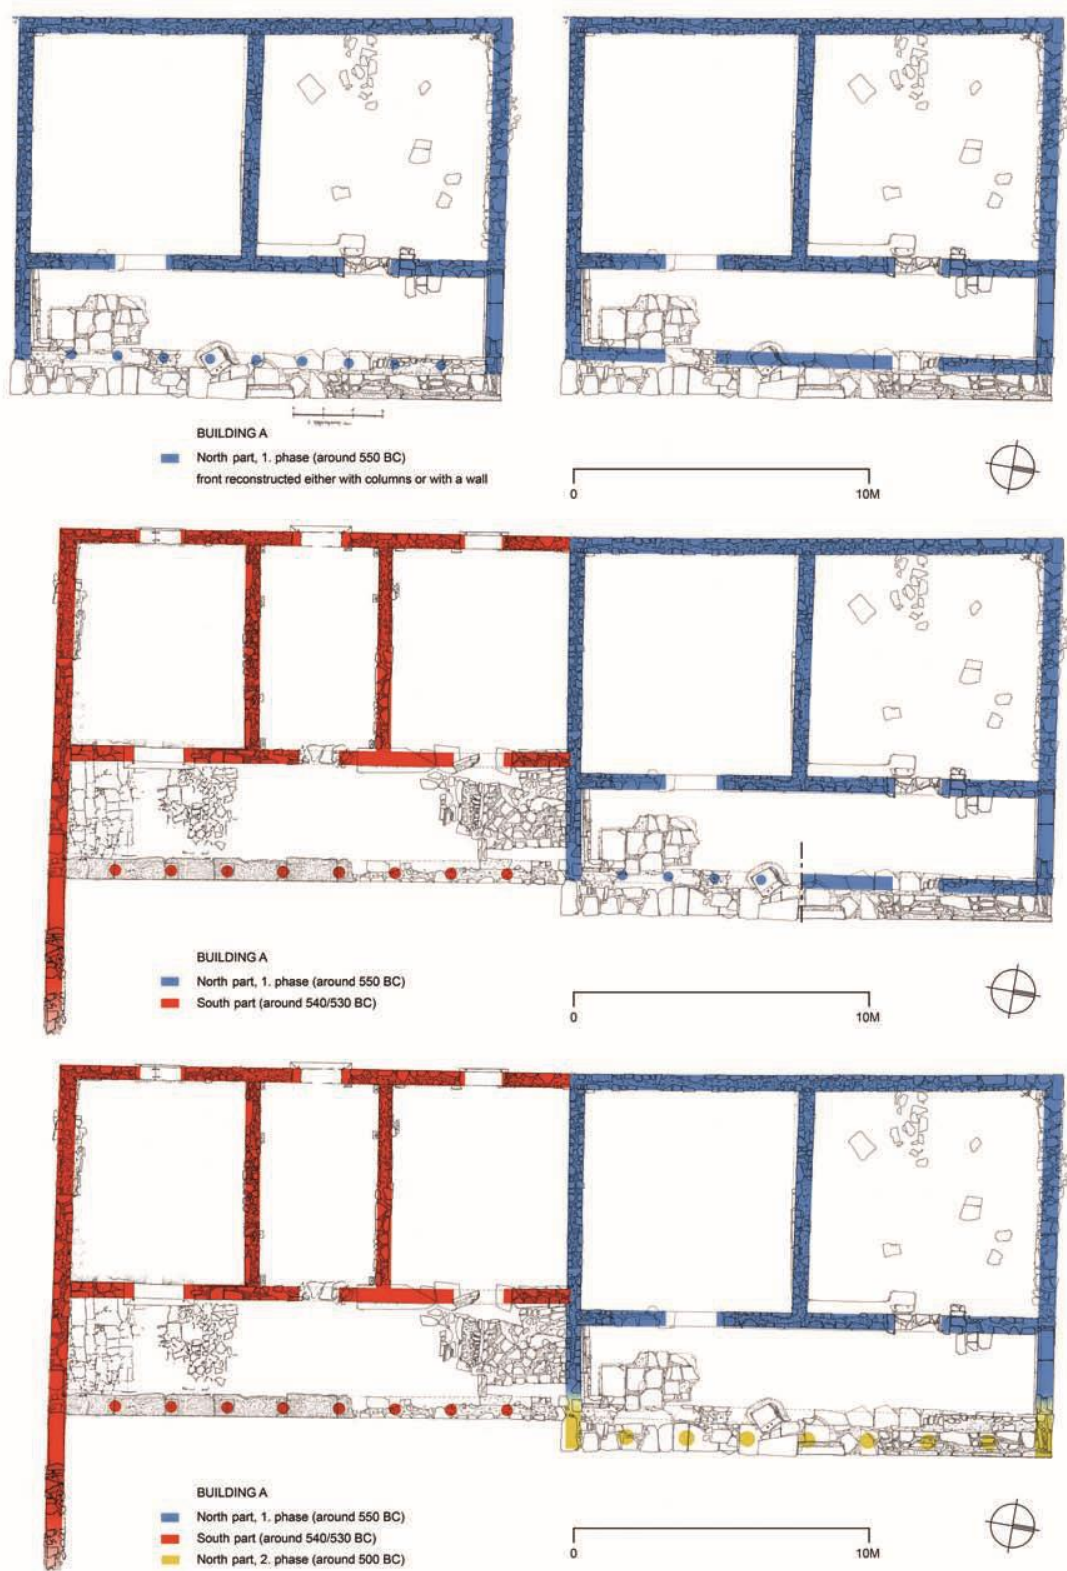 BUILDING A
North part, 1. phase (around 550 BC)
front reconstructed either with columns or with a wall
0 10M
BUILDING A
North part, 1. phase (around 550 BC)
South part (around 540/530 BC)
0 10M
BUILDING A
North part, 1. phase (around 550 BC)
South part (around 540/530 BC)
North part, 2. phase (around 500 BC)
0 10M